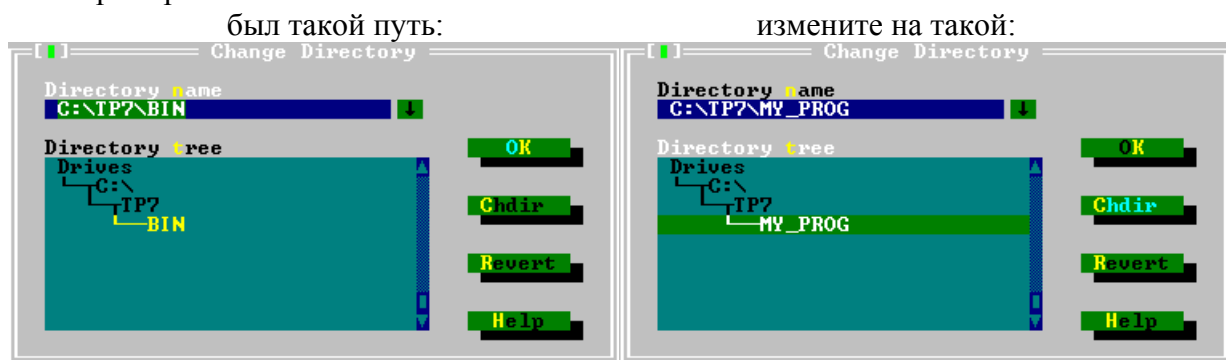 был такой путь:
измените на такой:
[ ] Change Directory
Directory name
C:\TP7\BIN ↓
Directory tree
Drives
C:\
TP7
BIN
OK
Chdir
Revert
Help
[ ] Change Directory
Directory name
C:\TP7\MY_PROG ↓
Directory tree
Drives
C:\
TP7
MY_PROG
OK
Chdir
Revert
Help